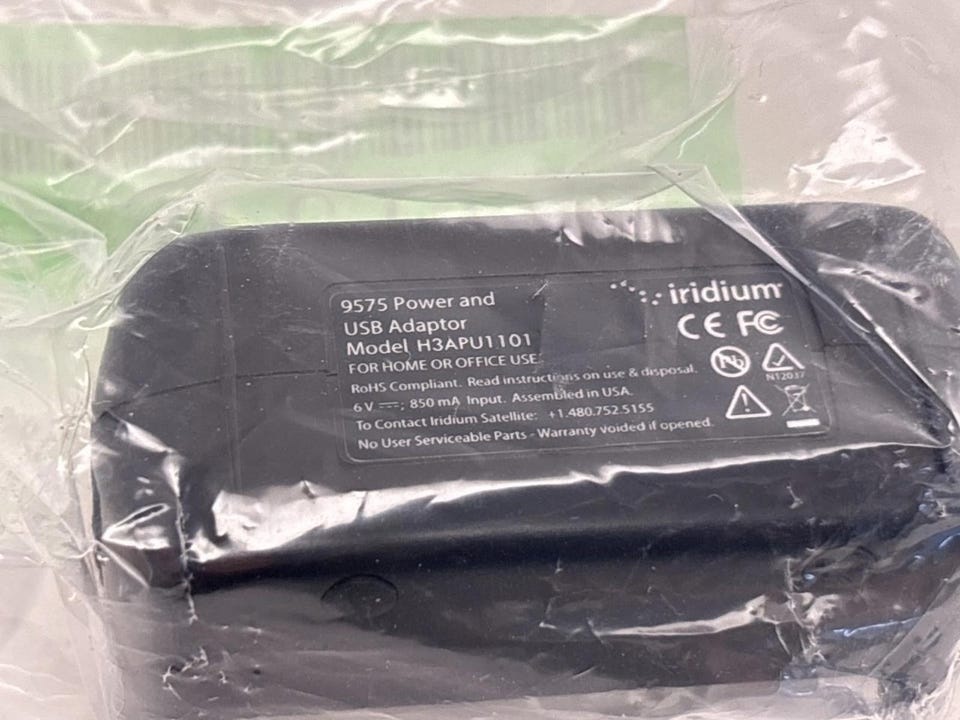 9575 Power and
USB Adaptor
Model H3APU1101
FOR HOME OR OFFICE USE.
RoHS Compliant. Read instructions on use & disposal.
6 V ⎓; 850 mA Input. Assembled in USA.
To Contact Iridium Satellite: +1.480.752.5155
No User Serviceable Parts - Warranty voided if opened.
iridium
CE FC
Pb
N12037